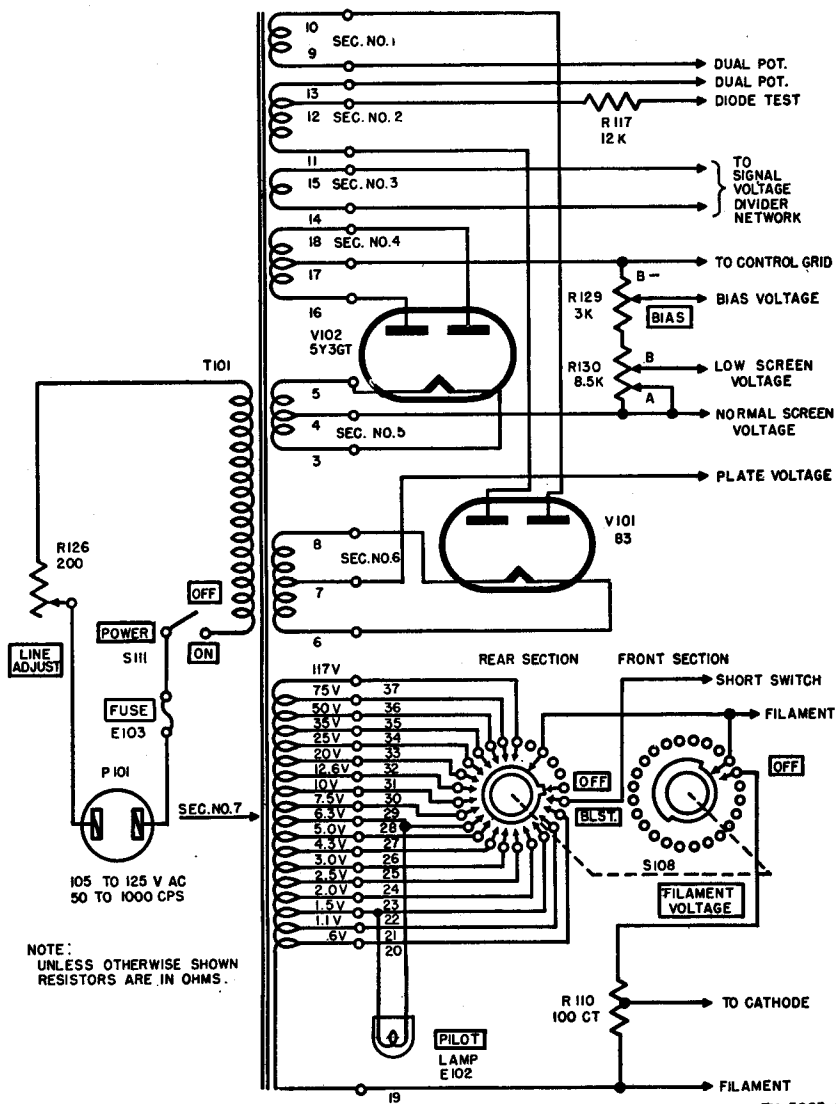 10
SEC. NO. 1
9
DUAL POT.
DUAL POT.
13
DIODE TEST
12 SEC. NO. 2
R117
12K
11
15 SEC. NO. 3
TO
SIGNAL
VOLTAGE
DIVIDER
NETWORK
14
18 SEC. NO. 4
17
TO CONTROL GRID
B-
R129
3K
BIAS VOLTAGE
BIAS
16
V102
5Y3GT
T101
R130
8.5K
B
LOW SCREEN
VOLTAGE
A
5
4
SEC. NO. 5
3
NORMAL SCREEN
VOLTAGE
PLATE VOLTAGE
V101
83
8
SEC. NO. 6
7
6
R126
200
OFF
POWER
S111
ON
LINE
ADJUST
FUSE
E103
P101
SEC. NO. 7
105 TO 125 V AC
50 TO 1000 CPS
NOTE:
UNLESS OTHERWISE SHOWN
RESISTORS ARE IN OHMS.
REAR SECTION
FRONT SECTION
SHORT SWITCH
FILAMENT
117V
37
75V
36
50V
35
35V
34
25V
33
20V
32
12.6V
31
10V
30
7.5V
29
6.3V
28
5.0V
27
4.3V
26
3.0V
25
2.5V
24
2.0V
23
1.5V
22
1.1V
21
.6V
20
OFF
BLST.
OFF
S108
FILAMENT
VOLTAGE
R110
100 CT
TO CATHODE
PILOT
LAMP
E102
19
FILAMENT